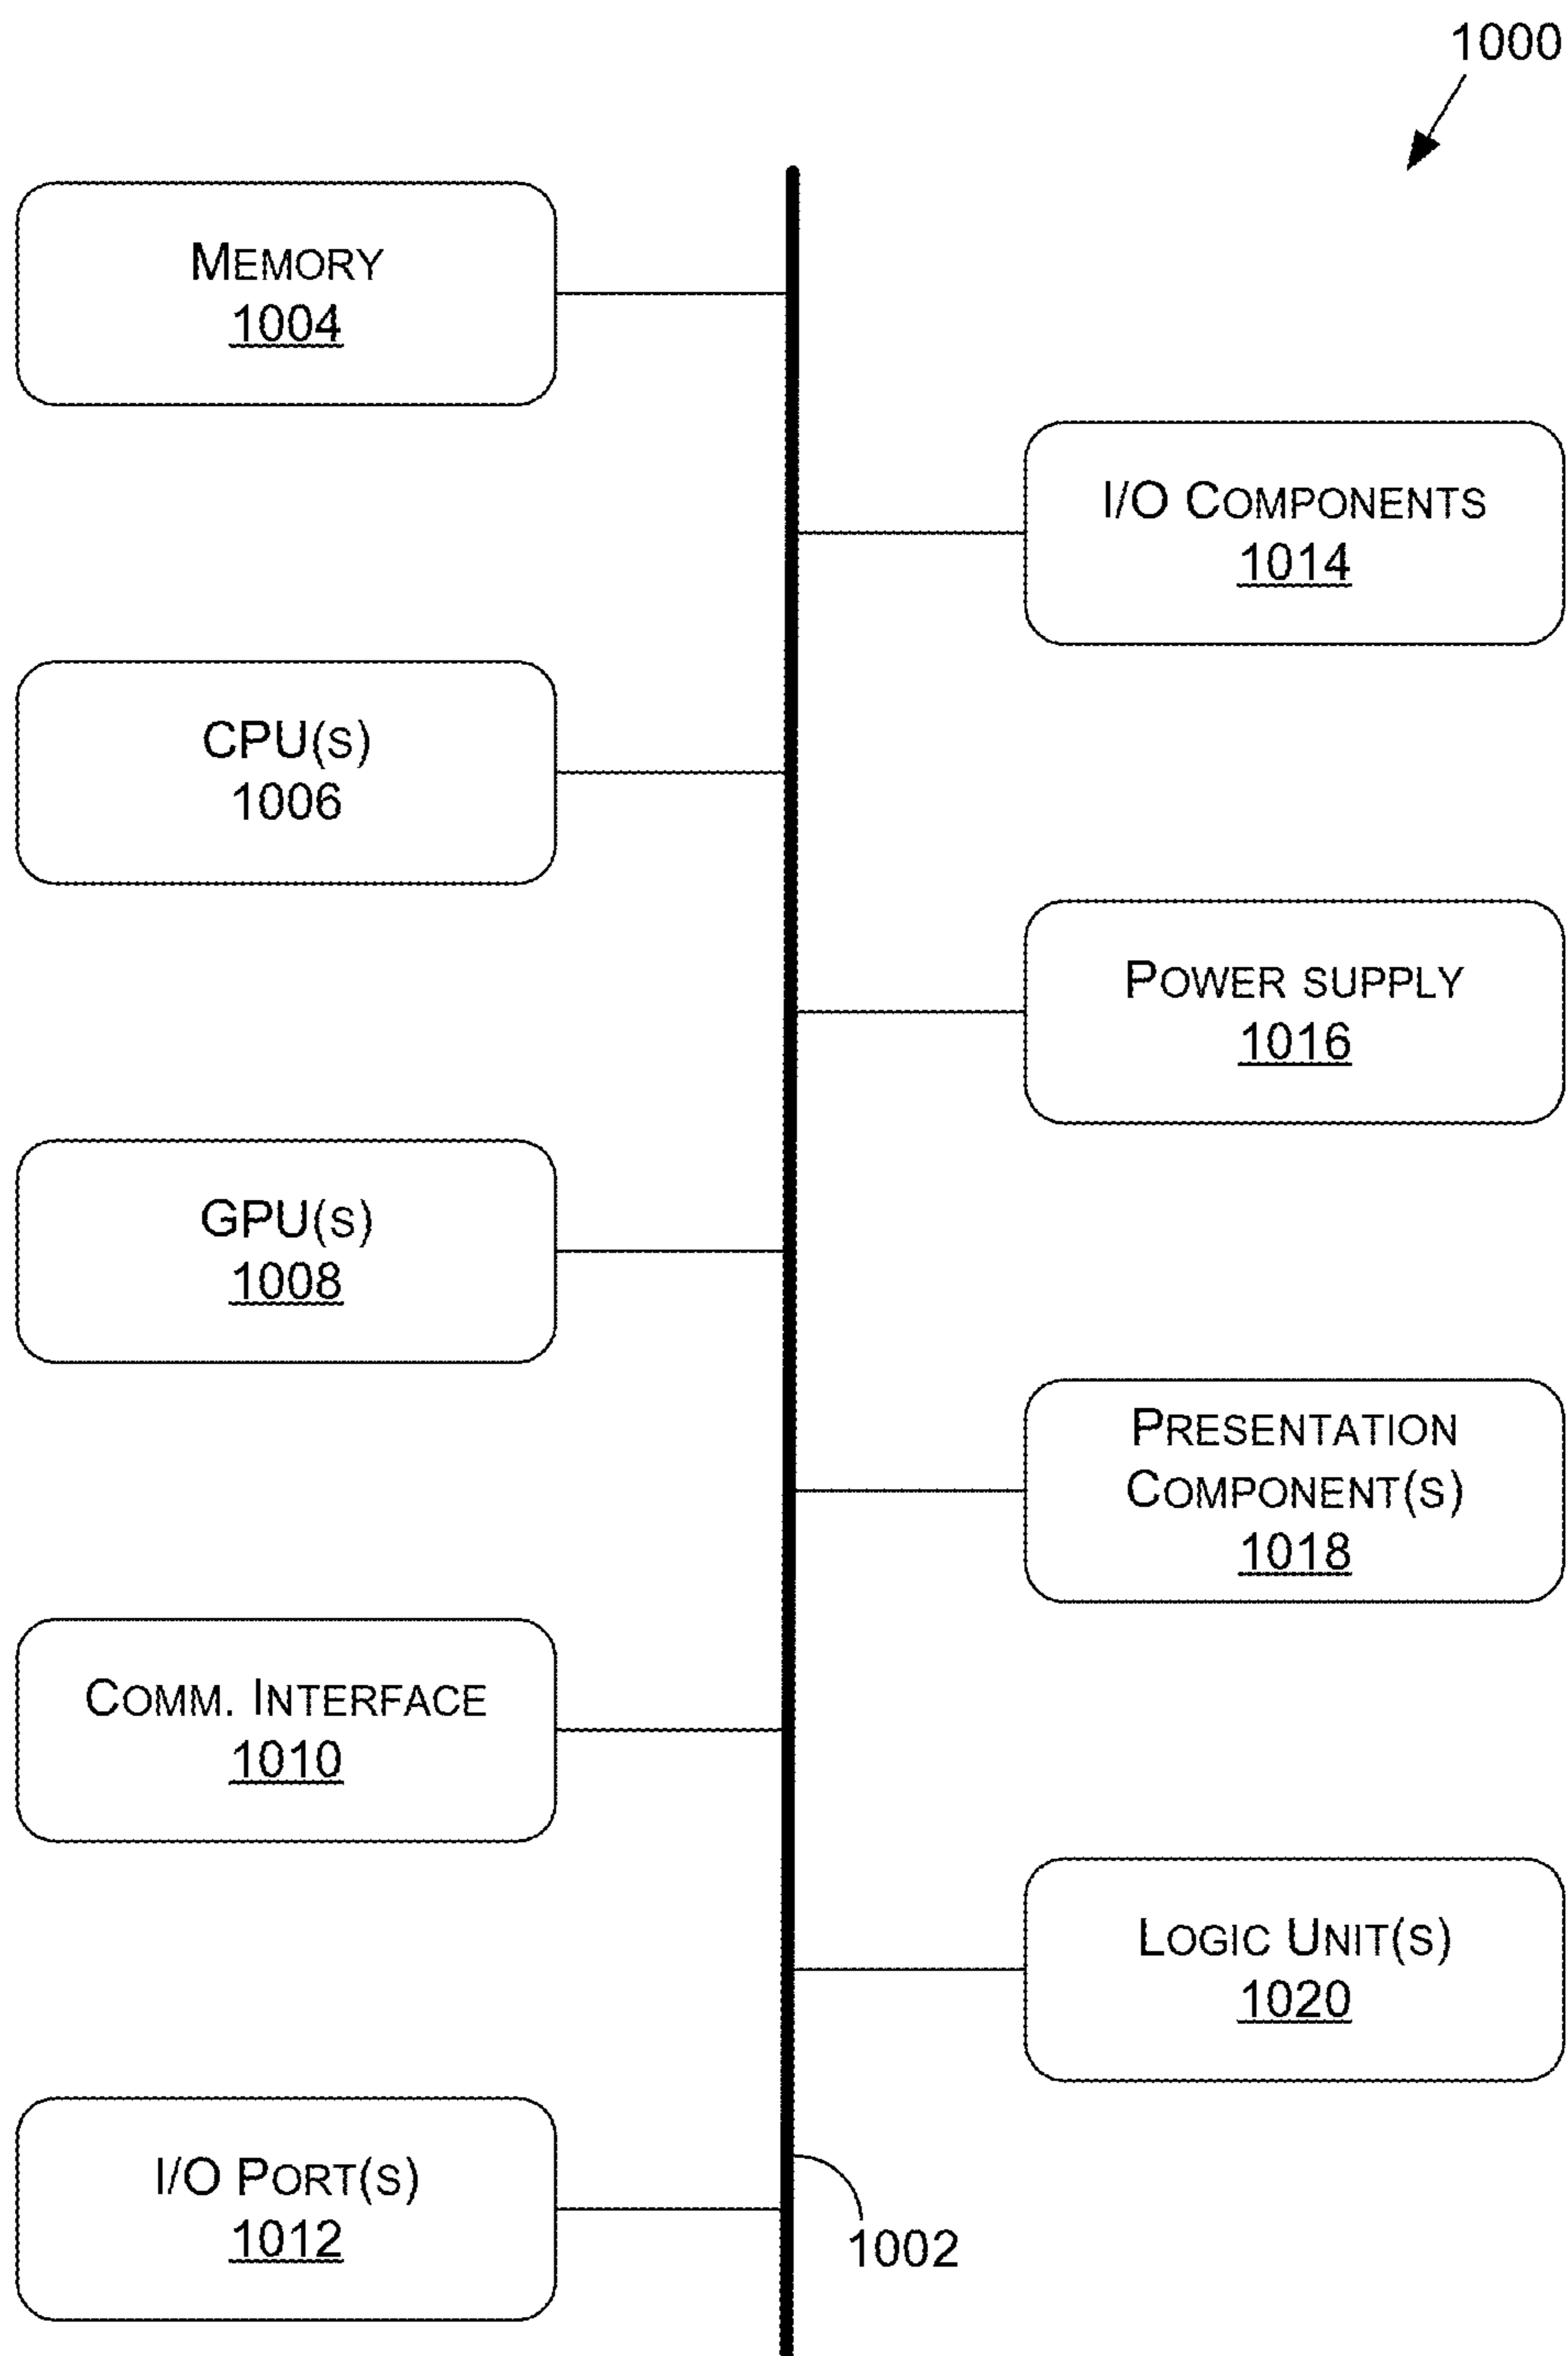 1000
MEMORY
1004
I/O COMPONENTS
1014
CPU(S)
1006
POWER SUPPLY
1016
GPU(S)
1008
PRESENTATION
COMPONENT(S)
1018
COMM. INTERFACE
1010
LOGIC UNIT(S)
1020
I/O PORT(S)
1012
1002